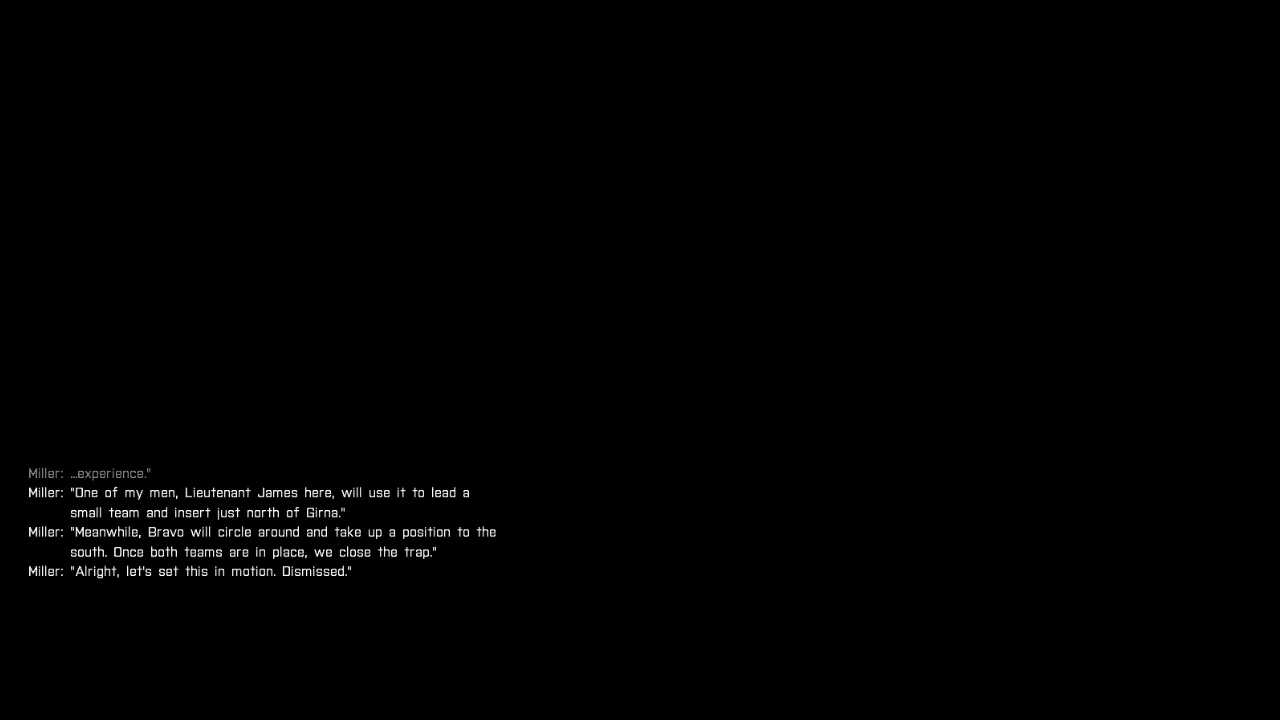 Miller: ...experience."
Miller: "One of my men, Lieutenant James here, will use it to lead a
small team and insert just north of Girna."
Miller: "Meanwhile, Bravo will circle around and take up a position to the
south. Once both teams are in place, we close the trap."
Miller: "Alright, let's set this in motion. Dismissed."